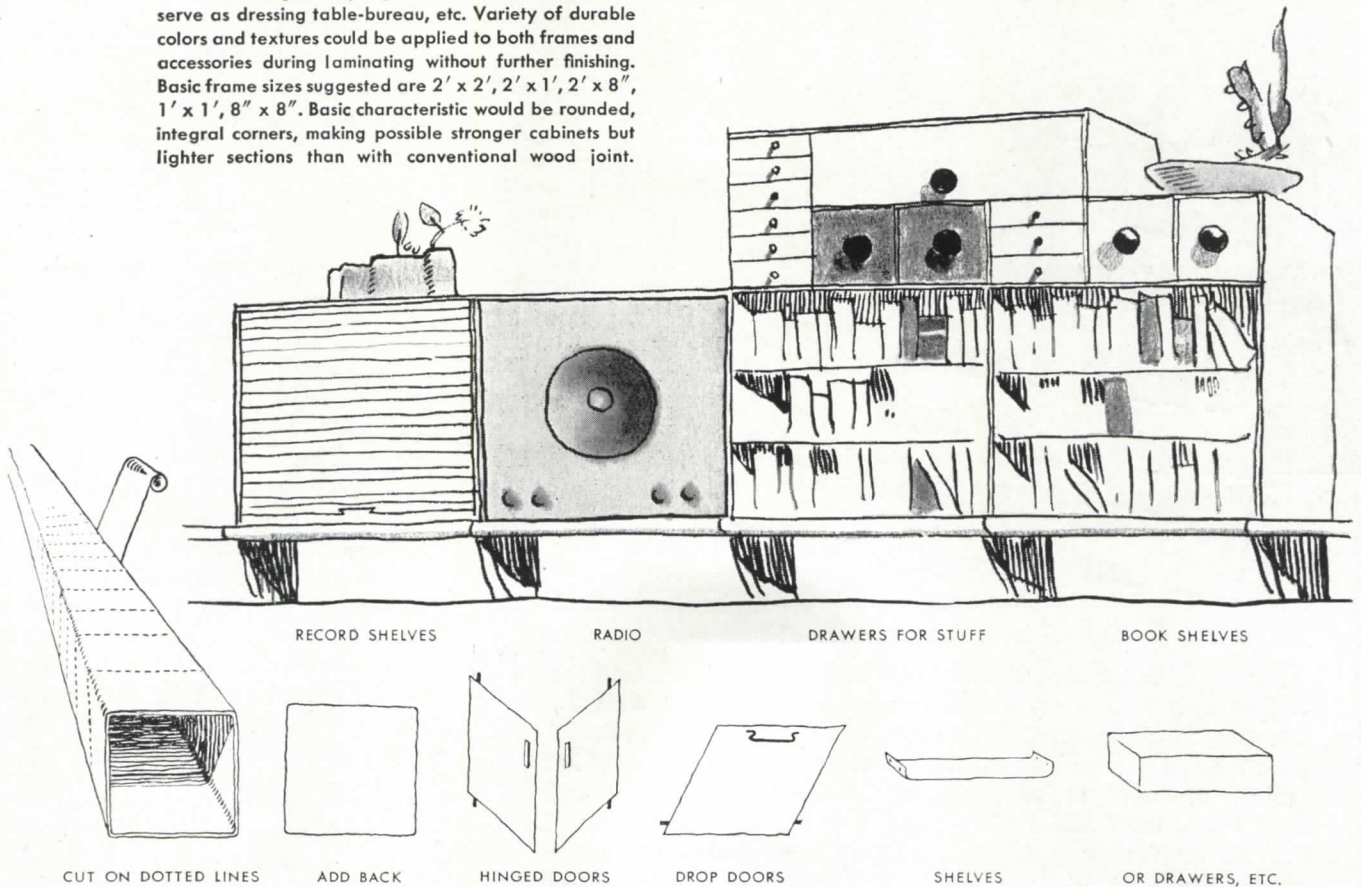 serve as dressing table-bureau, etc. Variety of durable
colors and textures could be applied to both frames and
accessories during laminating without further finishing.
Basic frame sizes suggested are 2′ x 2′, 2′ x 1′, 2′ x 8″,
1′ x 1′, 8″ x 8″. Basic characteristic would be rounded,
integral corners, making possible stronger cabinets but
lighter sections than with conventional wood joint.
RECORD SHELVES RADIO DRAWERS FOR STUFF BOOK SHELVES
CUT ON DOTTED LINES ADD BACK HINGED DOORS DROP DOORS SHELVES OR DRAWERS, ETC.